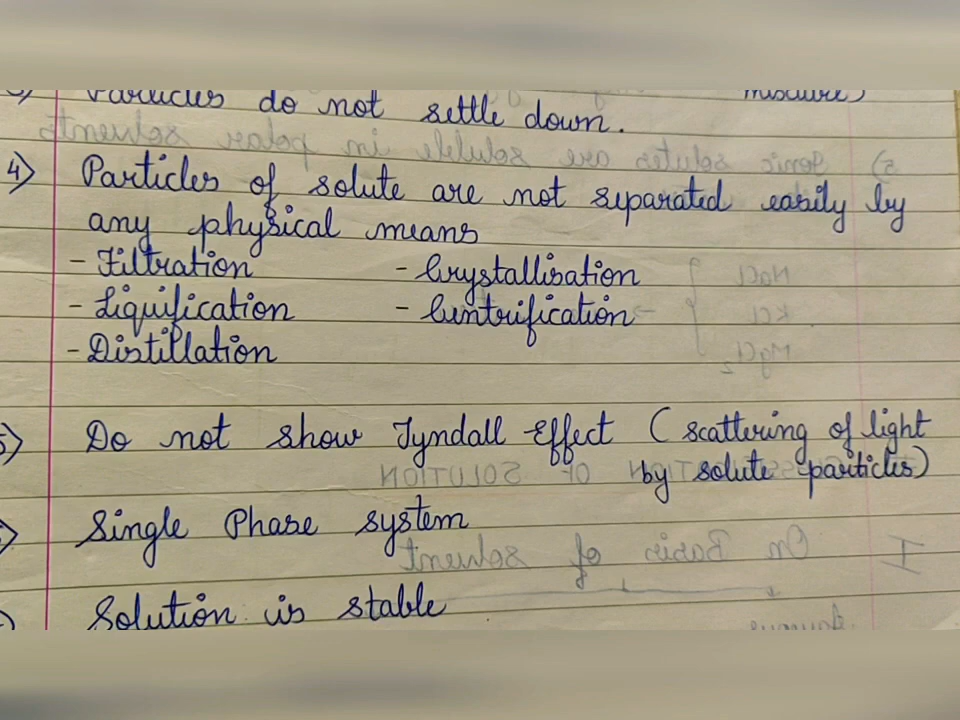 Particles do not settle down.
mixture)
4) Particles of solute are not separated easily by
any physical means
- Filtration - Crystallisation
- Liquification - Centrification
- Distillation
5) Do not show Tyndall Effect (scattering of light
by solute particles)
Single Phase system
Solution is stable